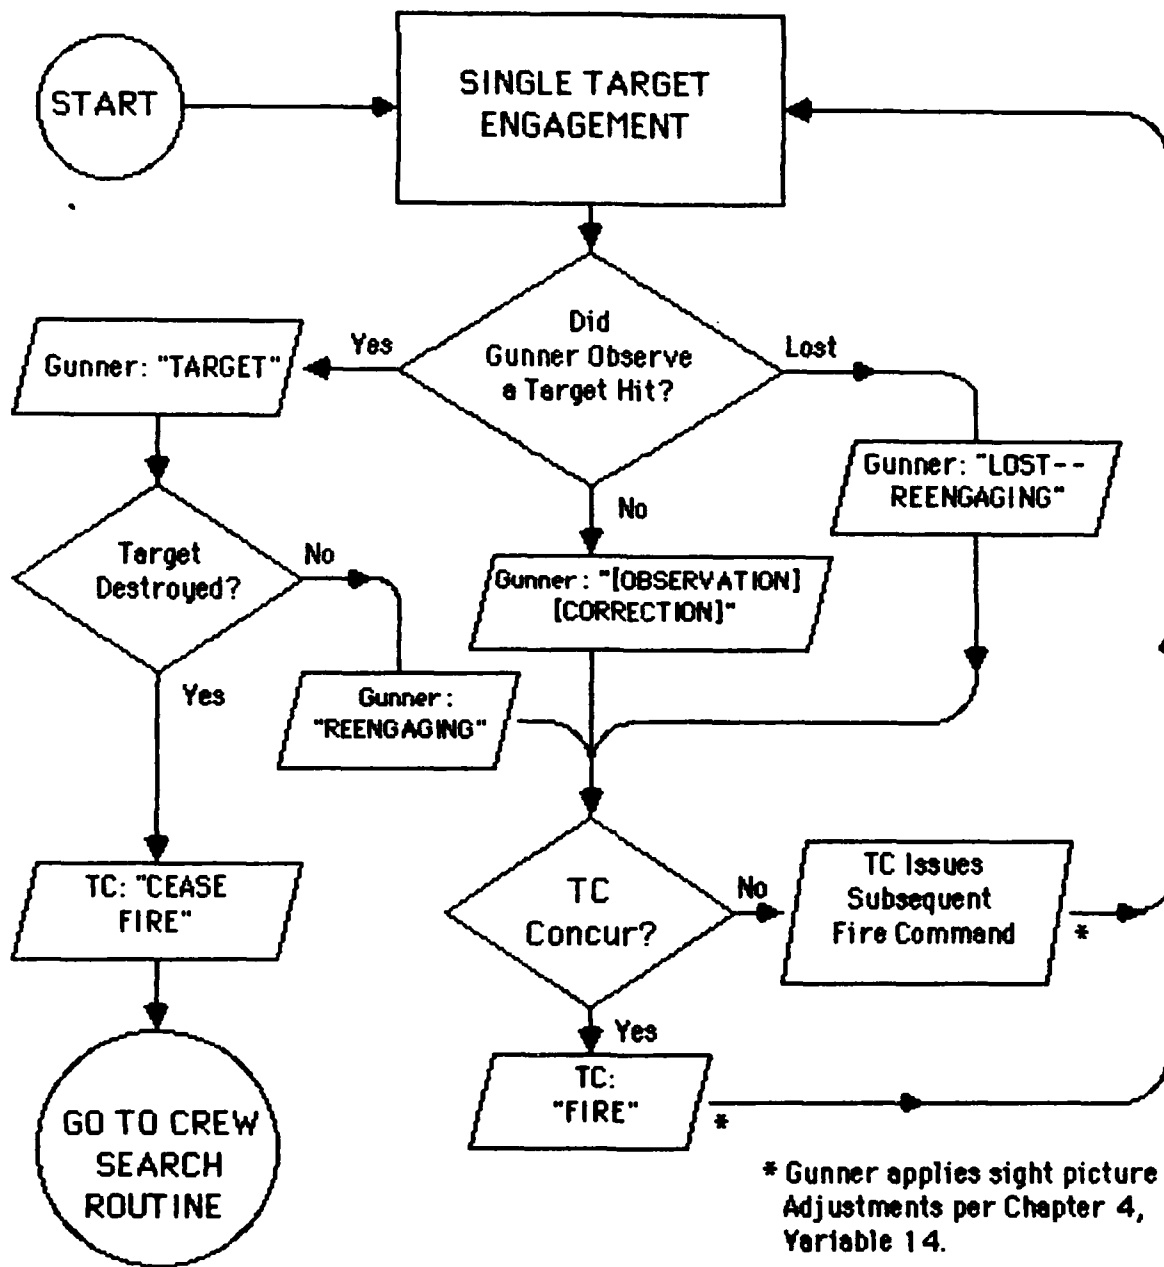 START
SINGLE TARGET
ENGAGEMENT
Did
Gunner Observe
a Target Hit?
Yes
Lost
No
Gunner: "TARGET"
Gunner: "LOST--
REENGAGING"
Target
Destroyed?
No
Yes
Gunner: "[OBSERVATION]
[CORRECTION]"
Gunner:
"REENGAGING"
TC: "CEASE
FIRE"
TC
Concur?
No
Yes
TC Issues
Subsequent
Fire Command
*
TC:
"FIRE"
*
GO TO CREW
SEARCH
ROUTINE
* Gunner applies sight picture
Adjustments per Chapter 4,
Variable 14.